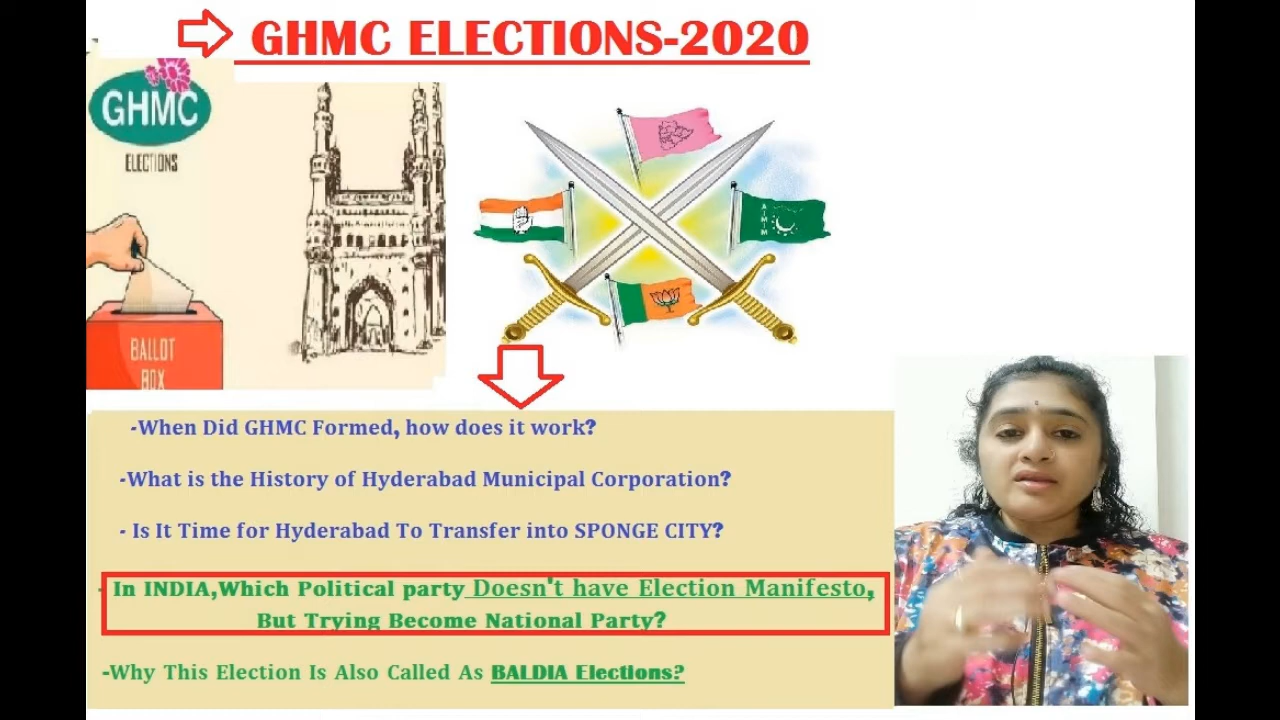 GHMC ELECTIONS-2020
GHMC
ELECTIONS
BALLOT
BOX
AIMIM
-When Did GHMC Formed, how does it work?
-What is the History of Hyderabad Municipal Corporation?
- Is It Time for Hyderabad To Transfer into SPONGE CITY?
- In INDIA,Which Political party Doesn't have Election Manifesto,
But Trying Become National Party?
-Why This Election Is Also Called As BALDIA Elections?